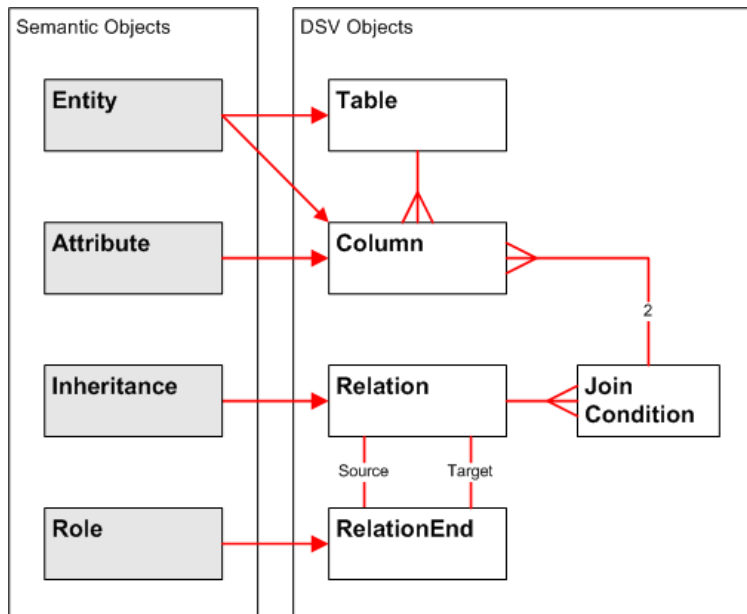 Semantic Objects
DSV Objects
Entity
Table
Attribute
Column
2
Inheritance
Relation
Join
Condition
Source
Target
Role
RelationEnd